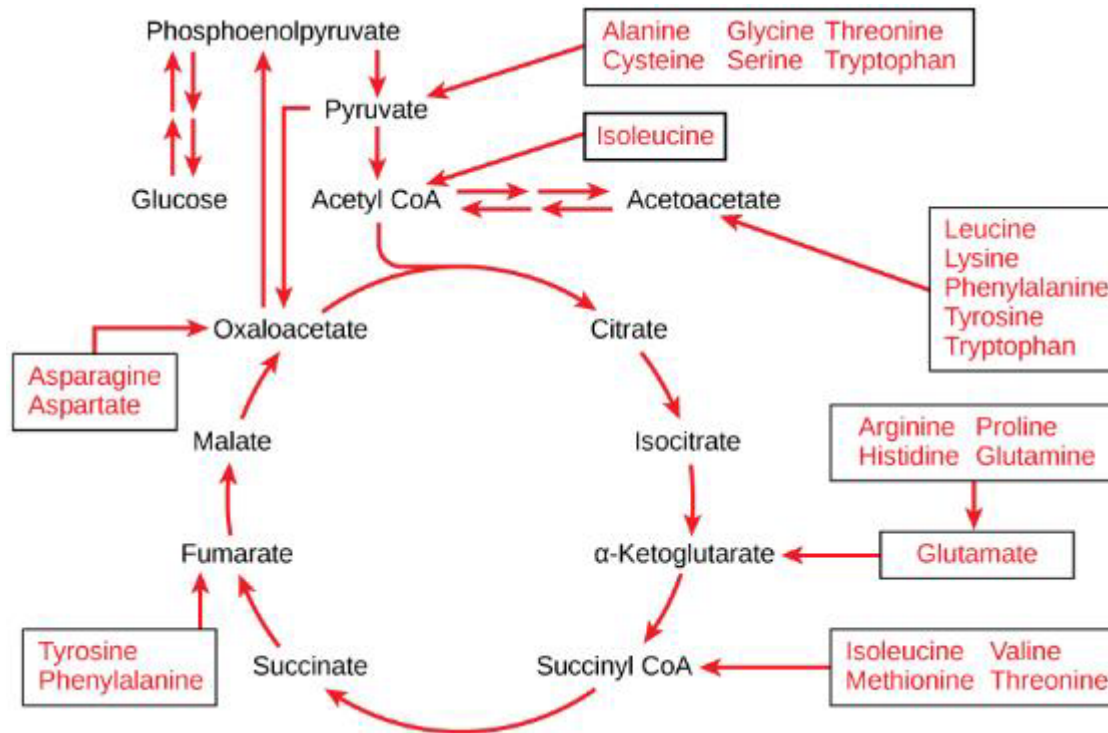 Phosphoenolpyruvate
Alanine Glycine Threonine
Cysteine Serine Tryptophan
Pyruvate
Isoleucine
Glucose
Acetyl CoA
Acetoacetate
Leucine
Lysine
Phenylalanine
Tyrosine
Tryptophan
Oxaloacetate
Citrate
Asparagine
Aspartate
Malate
Isocitrate
Arginine Proline
Histidine Glutamine
Fumarate
α-Ketoglutarate
Glutamate
Tyrosine
Phenylalanine
Succinate
Succinyl CoA
Isoleucine Valine
Methionine Threonine